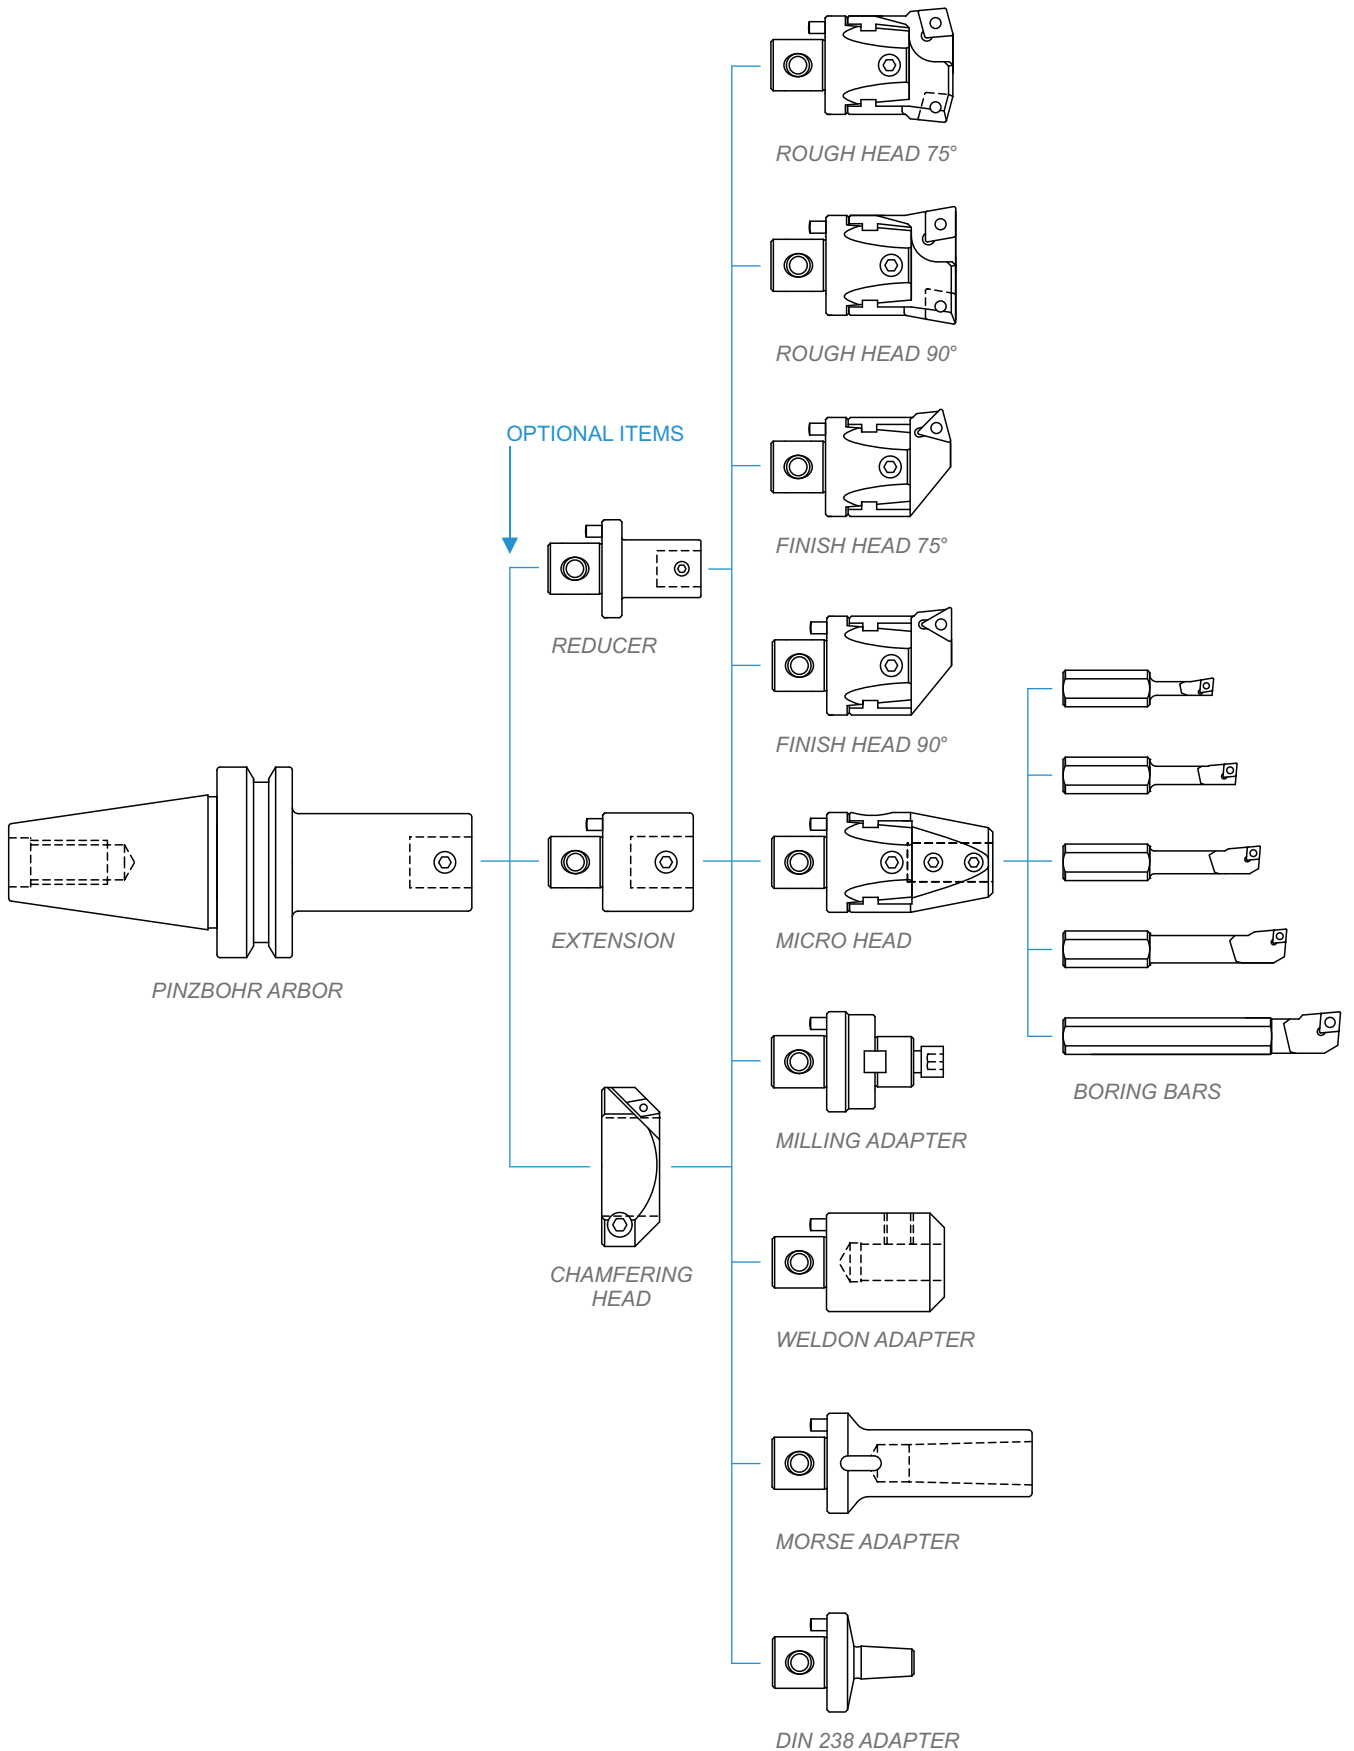 ROUGH HEAD 75°
ROUGH HEAD 90°
OPTIONAL ITEMS
FINISH HEAD 75°
REDUCER
FINISH HEAD 90°
EXTENSION
MICRO HEAD
PINZBOHR ARBOR
BORING BARS
MILLING ADAPTER
CHAMFERING
HEAD
WELDON ADAPTER
MORSE ADAPTER
DIN 238 ADAPTER